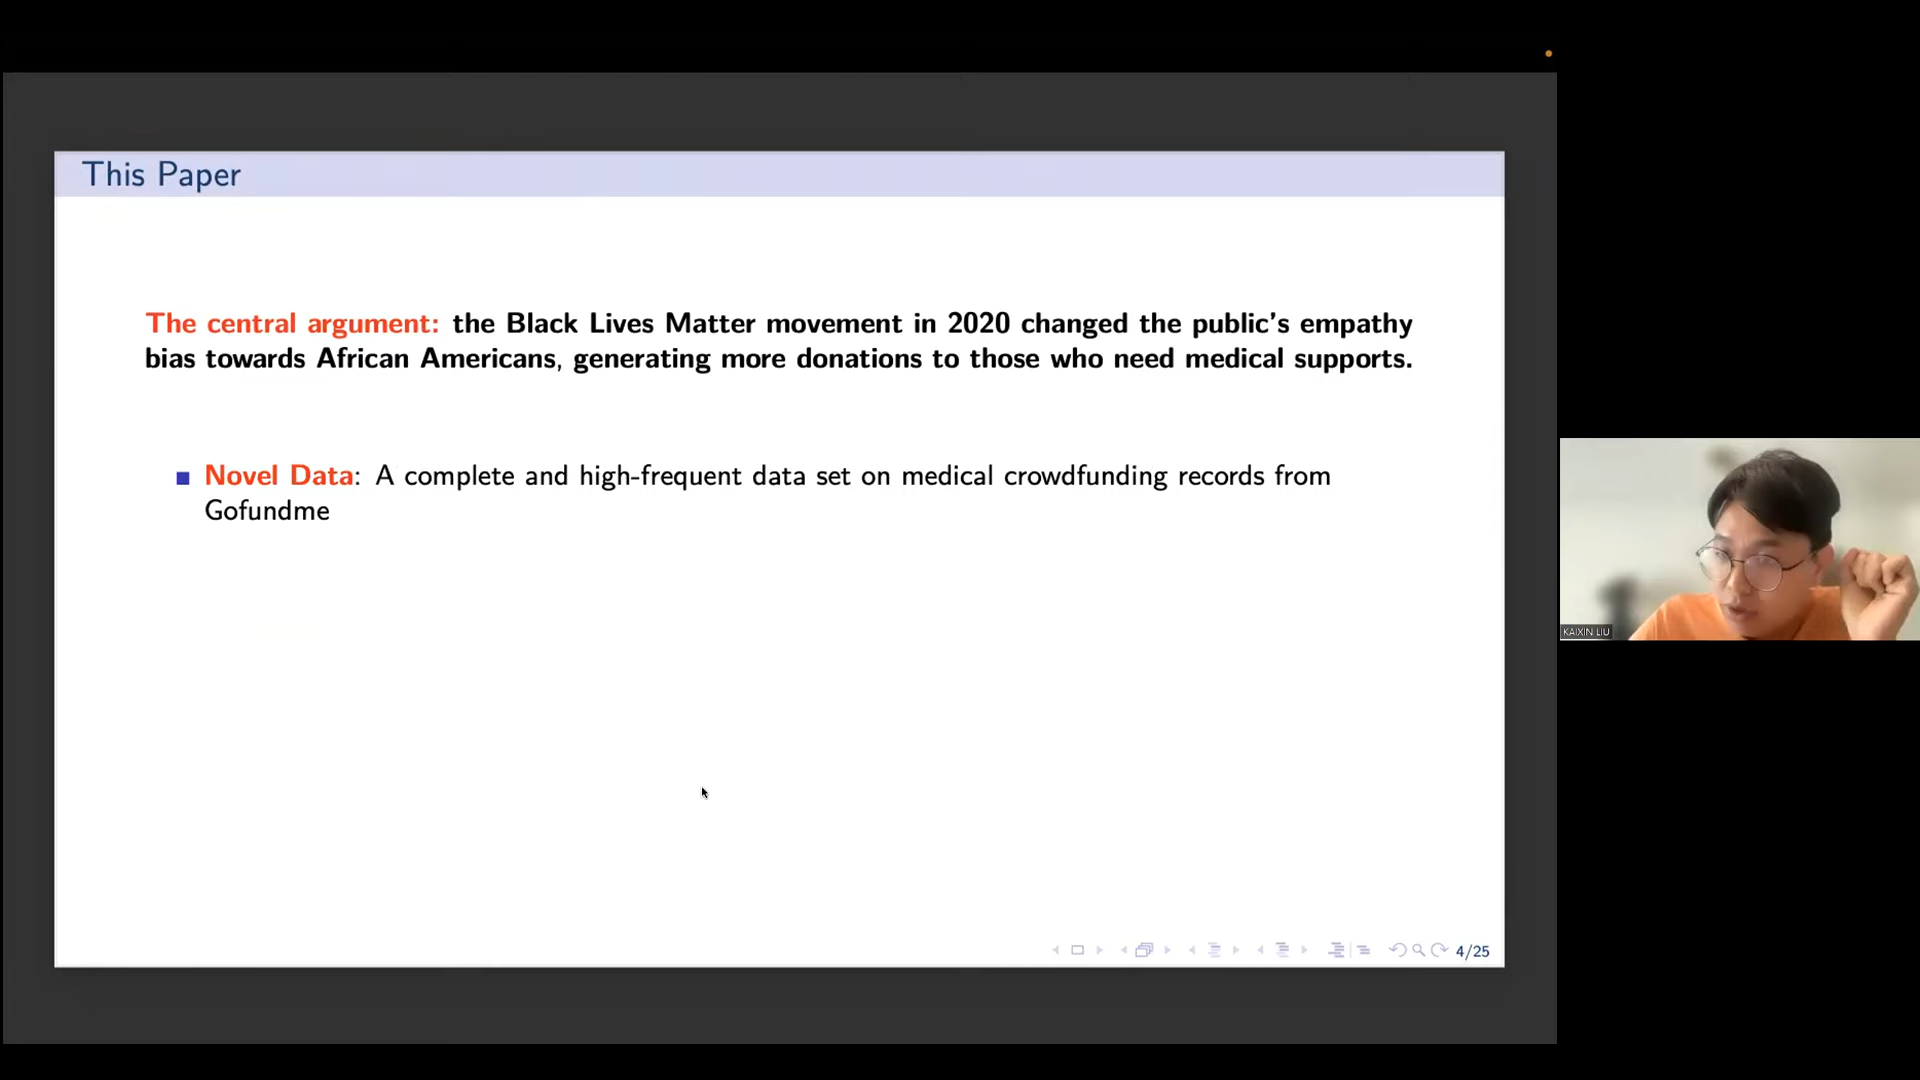 This Paper
The central argument: the Black Lives Matter movement in 2020 changed the public's empathy
bias towards African Americans, generating more donations to those who need medical supports.
Novel Data: A complete and high-frequent data set on medical crowdfunding records from
Gofundme
KAIXIN LIU
4/25